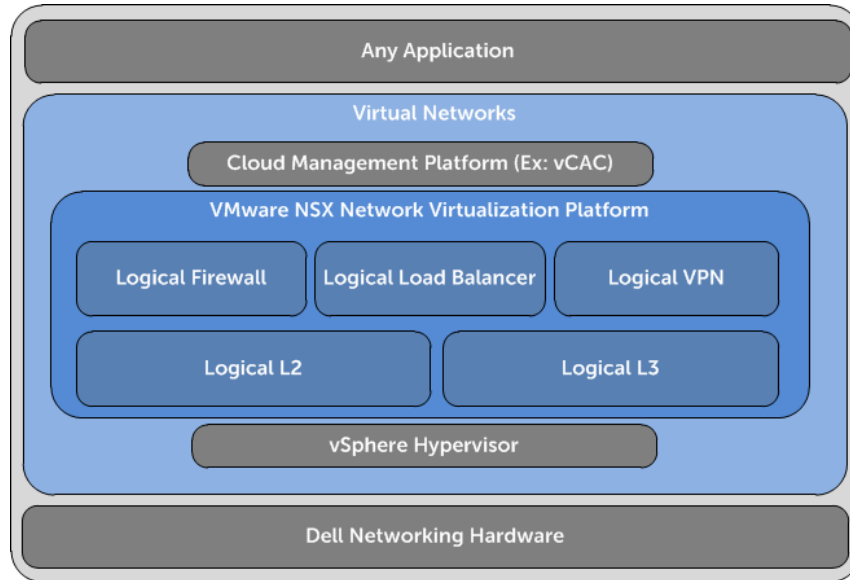 Any Application
Virtual Networks
Cloud Management Platform (Ex: vCAC)
VMware NSX Network Virtualization Platform
Logical Firewall
Logical Load Balancer
Logical VPN
Logical L2
Logical L3
vSphere Hypervisor
Dell Networking Hardware